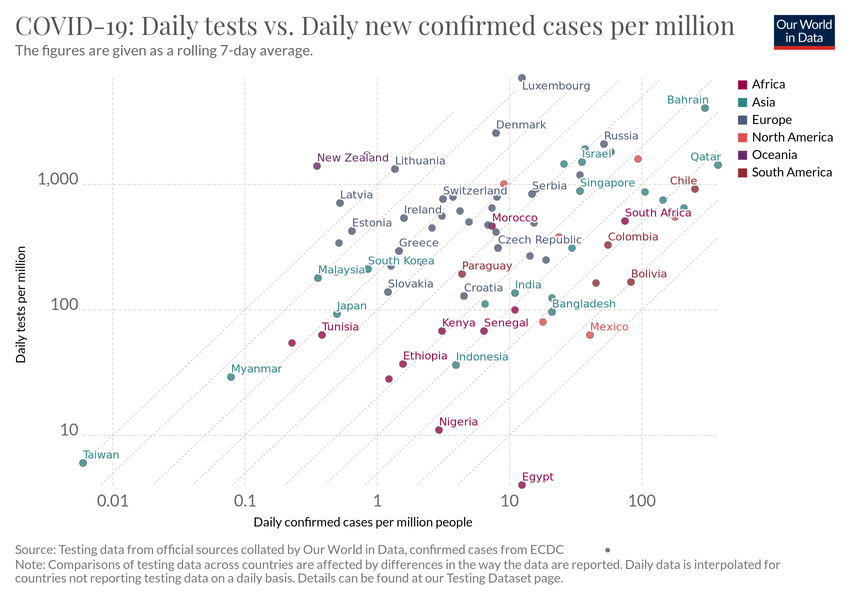 COVID-19: Daily tests vs. Daily new confirmed cases per million
The figures are given as a rolling 7-day average.
Our World
in Data
Luxembourg
Bahrain
Denmark
Russia
New Zealand
Lithuania
Israel
Qatar
1,000
Latvia
Switzerland
Serbia
Singapore
Chile
Ireland
Morocco
South Africa
Estonia
Greece
Czech Republic
Colombia
Malaysia
South Korea
Paraguay
Bolivia
Slovakia
Croatia
India
100
Japan
Bangladesh
Tunisia
Kenya
Senegal
Mexico
Myanmar
Ethiopia
Indonesia
10
Nigeria
Taiwan
Egypt
0.01
0.1
1
10
100
Daily tests per million
Daily confirmed cases per million people
Africa
Asia
Europe
North America
Oceania
South America
Source: Testing data from official sources collated by Our World in Data, confirmed cases from ECDC
Note: Comparisons of testing data across countries are affected by differences in the way the data are reported. Daily data is interpolated for
countries not reporting testing data on a daily basis. Details can be found at our Testing Dataset page.